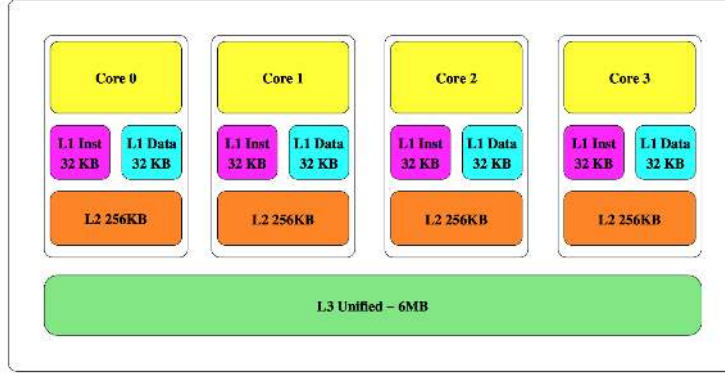 Core 0
Core 1
Core 2
Core 3
L1 Inst
32 KB
L1 Data
32 KB
L1 Inst
32 KB
L1 Data
32 KB
L1 Inst
32 KB
L1 Data
32 KB
L1 Inst
32 KB
L1 Data
32 KB
L2 256KB
L2 256KB
L2 256KB
L2 256KB
L3 Unified – 6MB